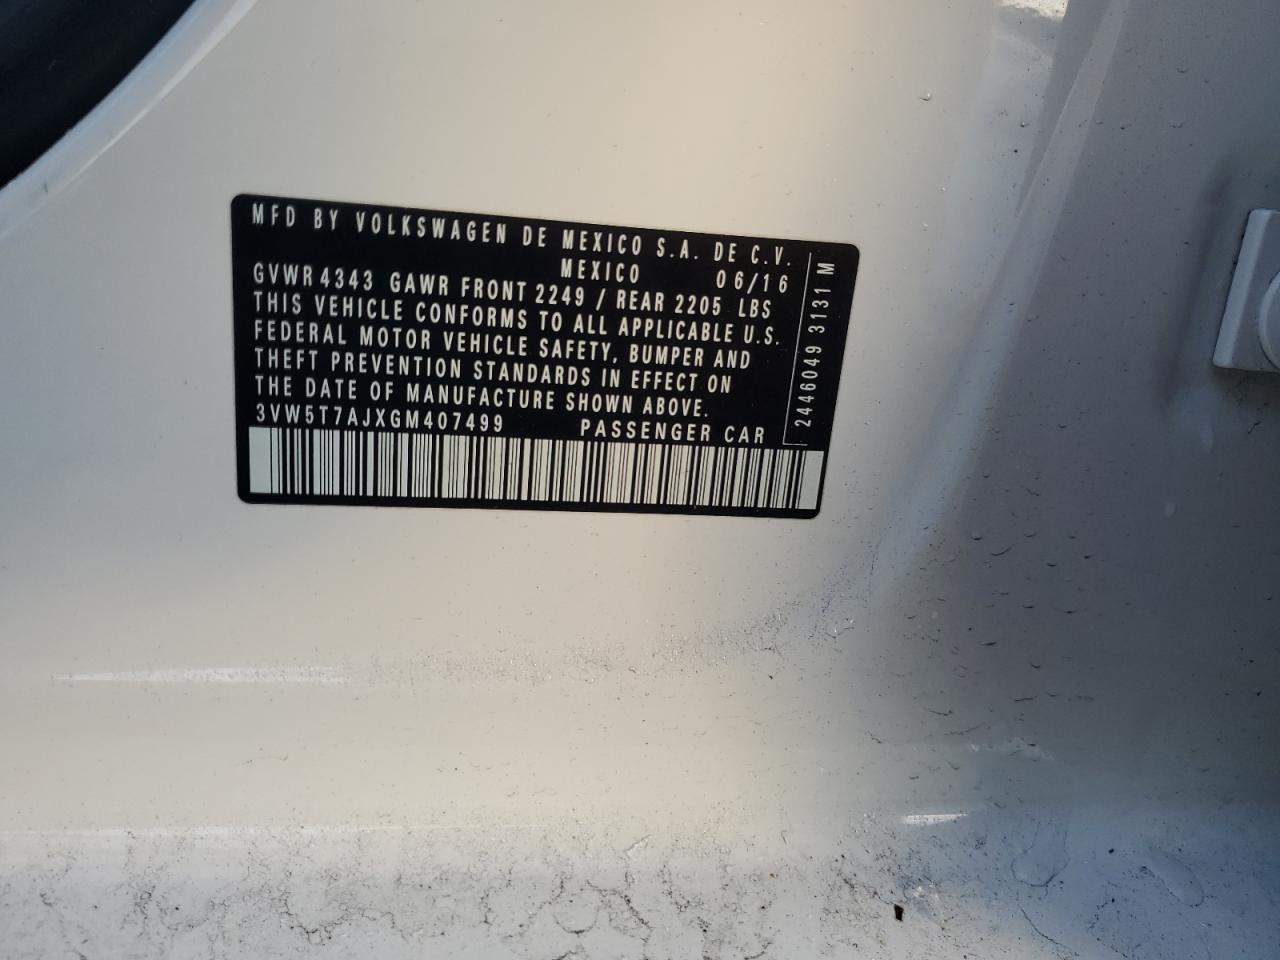 MFD BY VOLKSWAGEN DE MEXICO S.A. DE C.V.
MEXICO 06/16
GVWR 4343 GAWR FRONT 2249 / REAR 2205 LBS
THIS VEHICLE CONFORMS TO ALL APPLICABLE U.S.
FEDERAL MOTOR VEHICLE SAFETY, BUMPER AND
THEFT PREVENTION STANDARDS IN EFFECT ON
THE DATE OF MANUFACTURE SHOWN ABOVE.
3VW5T7AJXGM407499 PASSENGER CAR
2446049 3131 M